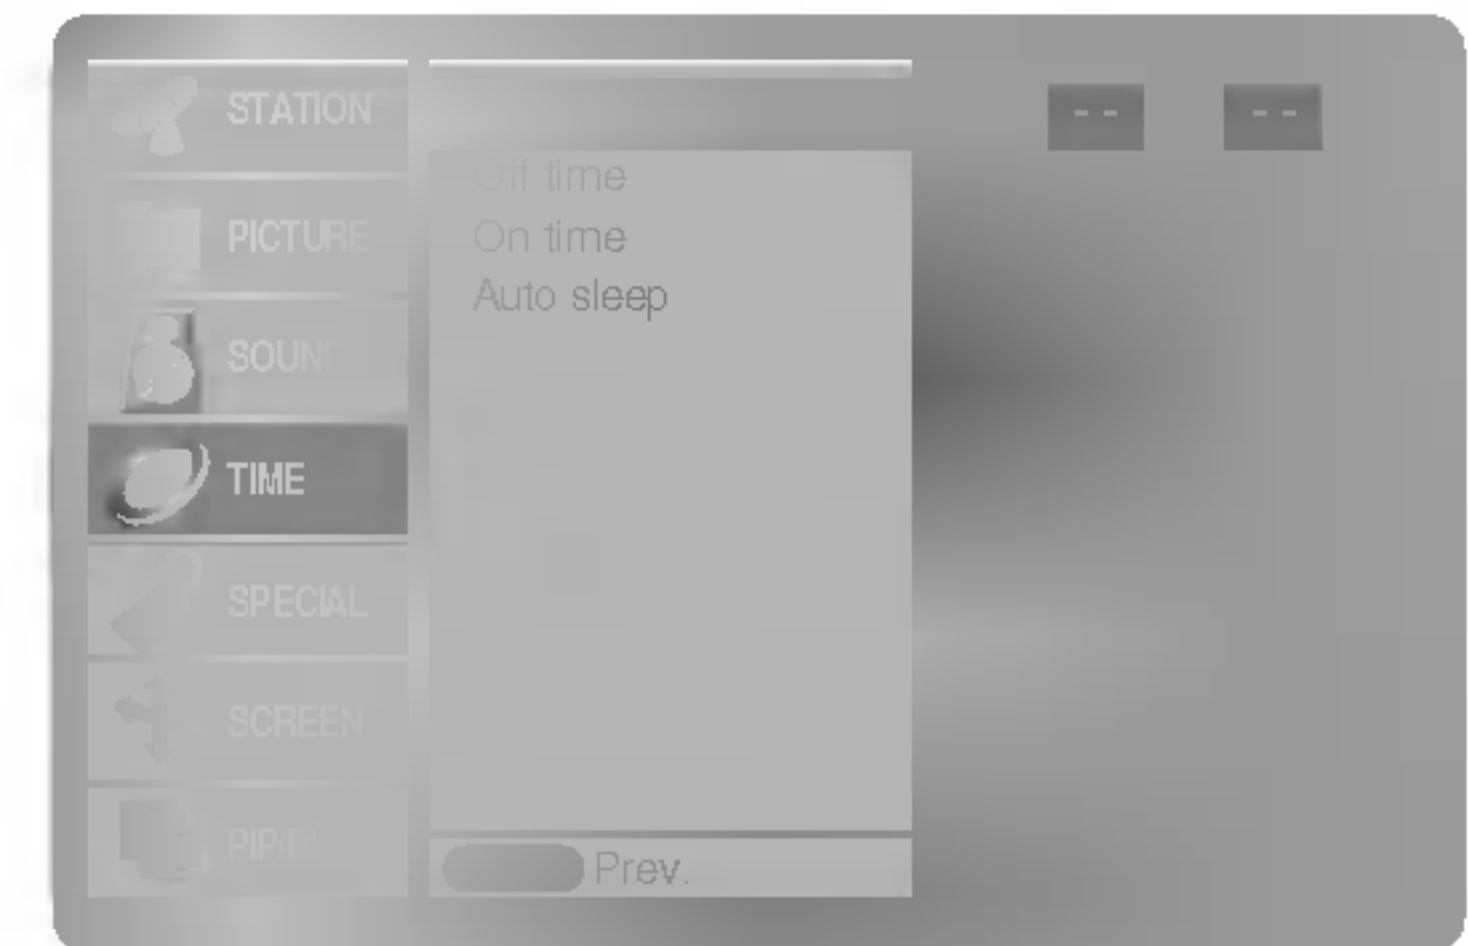 STATION
PICTURE
SOUND
TIME
SPECIAL
SCREEN
-- --
Off time
On time
Auto sleep
Prev.